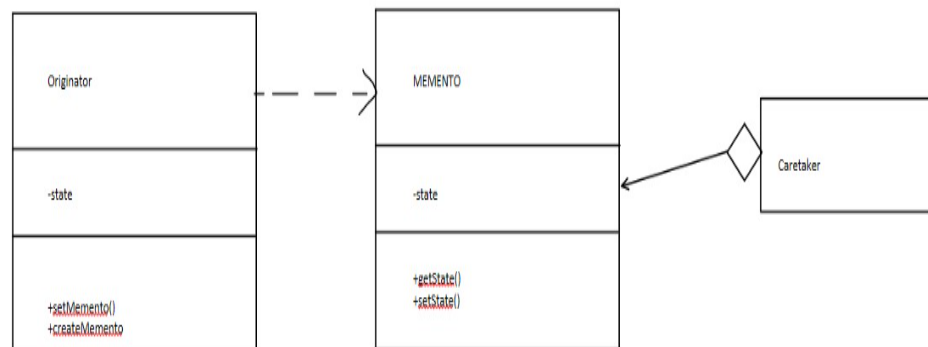 Originator
-state
+setMemento()
+createMemento
MEMENTO
-state
+getState()
+setState()
Caretaker